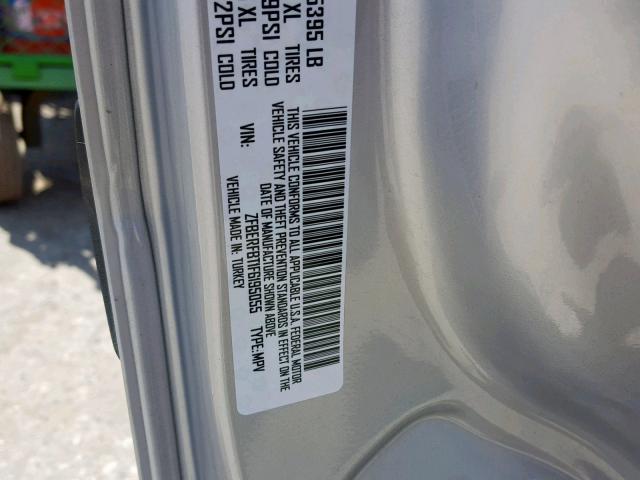 5395 LB
XL TIRES
9PSI COLD
XL TIRES
2PSI COLD
THIS VEHICLE CONFORMS TO ALL APPLICABLE U.S.A. FEDERAL MOTOR
VEHICLE SAFETY AND THEFT PREVENTION STANDARDS IN EFFECT ON THE
DATE OF MANUFACTURE SHOWN ABOVE
VIN: ZFBERFBT1F6195055 TYPE:MPV
VEHICLE MADE IN: TURKEY